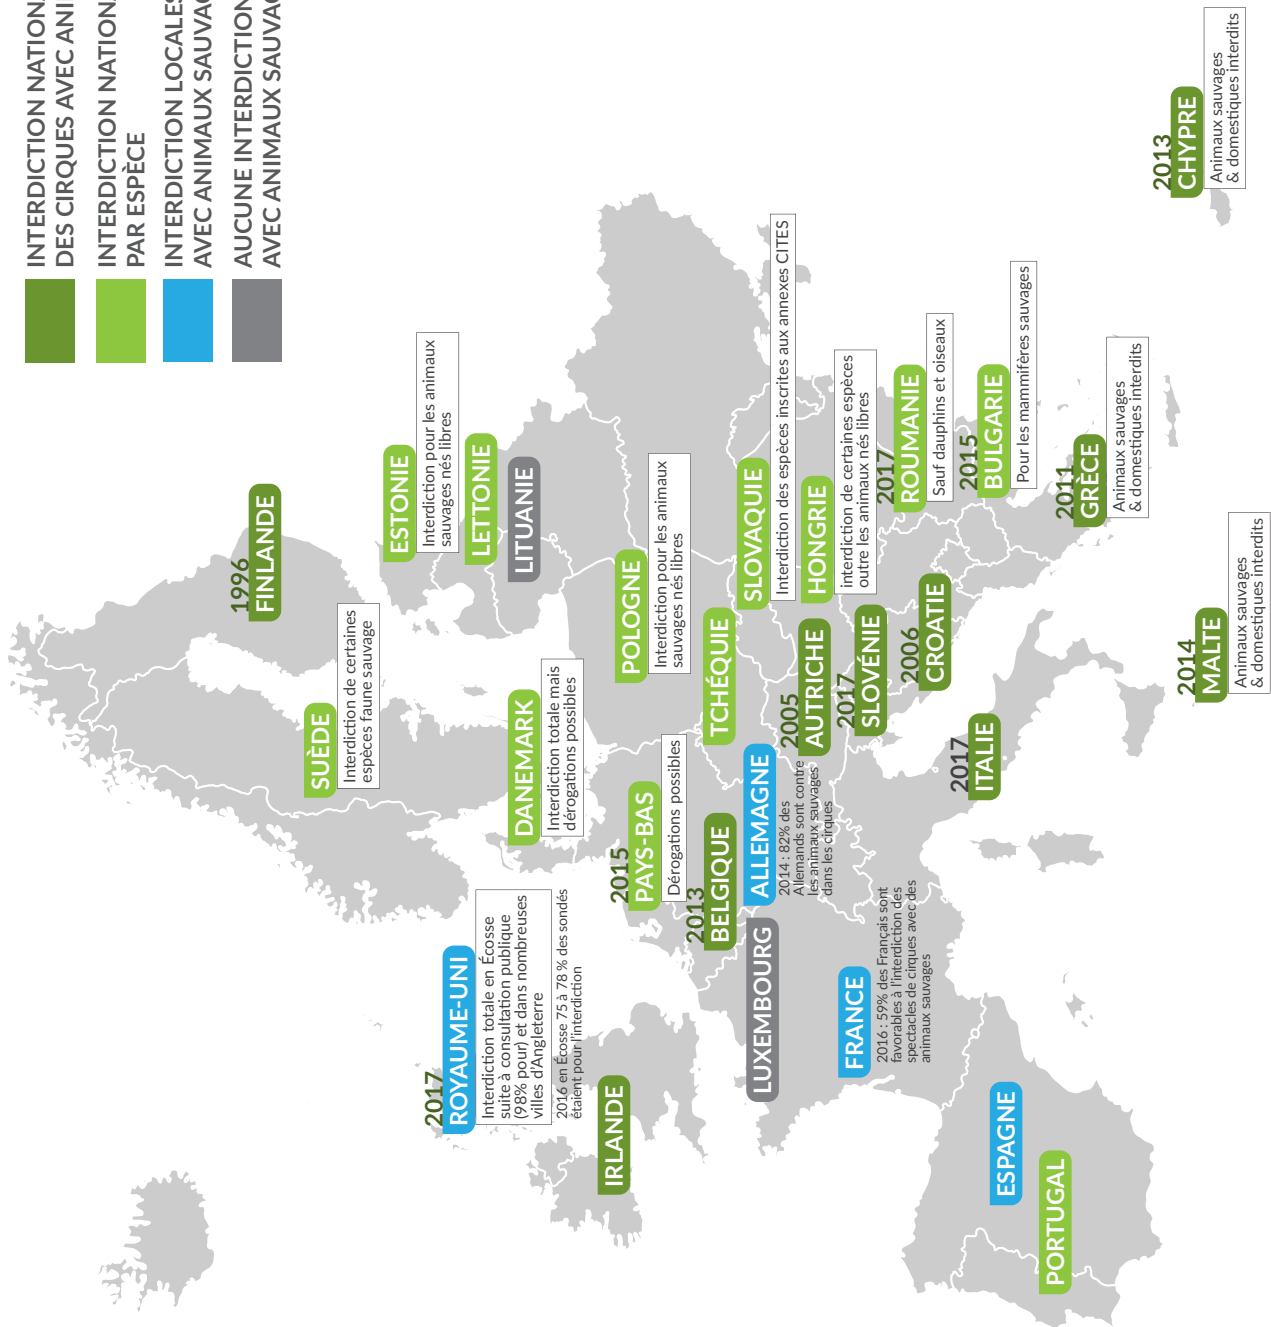 INTERDICTION NATION
DES CIRQUES AVEC ANI
INTERDICTION NATION
PAR ESPÈCE
INTERDICTION LOCALES
AVEC ANIMAUX SAUVAG
AUCUNE INTERDICTION
AVEC ANIMAUX SAUVAG
1996
FINLANDE
SUÈDE
Interdiction de certaines
espèces faune sauvage
ESTONIE
Interdiction pour les animaux
sauvages nés libres
LETTONIE
LITUANIE
2017
ROYAUME-UNI
Interdiction totale en Écosse
suite à consultation publique
(98% pour) et dans nombreuses
villes d'Angleterre
2016 en Écosse 75 à 78 % des sondés
étaient pour l'interdiction
DANEMARK
Interdiction totale mais
dérogations possibles
IRLANDE
2015
PAYS-BAS
Dérogations possibles
POLOGNE
Interdiction pour les animaux
sauvages nés libres
2013
BELGIQUE
TCHÉQUIE
SLOVAQUIE
Interdiction des espèces inscrites aux annexes CITES
LUXEMBOURG
ALLEMAGNE
2014 : 82% des
Allemands sont contre
les animaux sauvages
dans les cirques
2005
AUTRICHE
HONGRIE
interdiction de certaines espèces
outre les animaux nés libres
FRANCE
2016 : 59% des Français sont
favorables à l'interdiction des
spectacles de cirques avec des
animaux sauvages
2017
SLOVÉNIE
2006
CROATIE
2017
ROUMANIE
Sauf dauphins et oiseaux
2017
ITALIE
2015
BULGARIE
Pour les mammifères sauvages
ESPAGNE
PORTUGAL
2011
GRÈCE
Animaux sauvages
& domestiques interdits
2014
MALTE
Animaux sauvages
& domestiques interdits
2013
CHYPRE
Animaux sauvages
& domestiques interdits